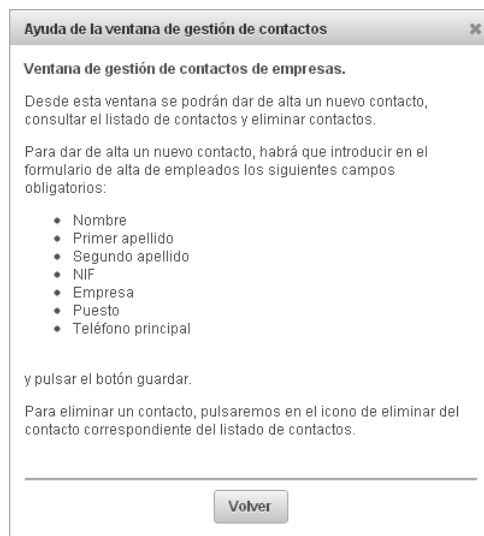 Ayuda de la ventana de gestión de contactos
Ventana de gestión de contactos de empresas.
Desde esta ventana se podrán dar de alta un nuevo contacto,
consultar el listado de contactos y eliminar contactos.
Para dar de alta un nuevo contacto, habrá que introducir en el
formulario de alta de empleados los siguientes campos
obligatorios:
Nombre
Primer apellido
Segundo apellido
NIF
Empresa
Puesto
Teléfono principal
y pulsar el botón guardar.
Para eliminar un contacto, pulsaremos en el icono de eliminar del
contacto correspondiente del listado de contactos.
Volver